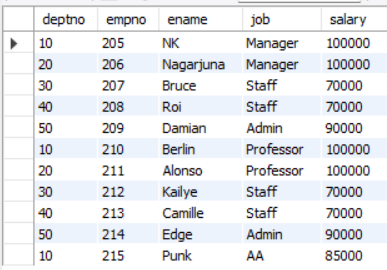 deptno empno ename job salary
10 205 NK Manager 100000
20 206 Nagarjuna Manager 100000
30 207 Bruce Staff 70000
40 208 Roi Staff 70000
50 209 Damian Admin 90000
10 210 Berlin Professor 100000
20 211 Alonso Professor 100000
30 212 Kailye Staff 70000
40 213 Camille Staff 70000
50 214 Edge Admin 90000
10 215 Punk AA 85000